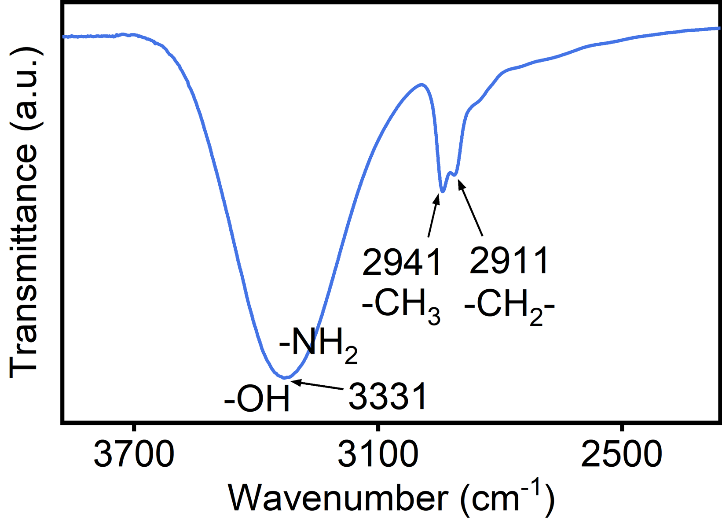 Transmittance (a.u.)
2941
-CH₃
2911
-CH₂-
-NH₂
-OH
3331
3700
3100
2500
Wavenumber (cm⁻¹)